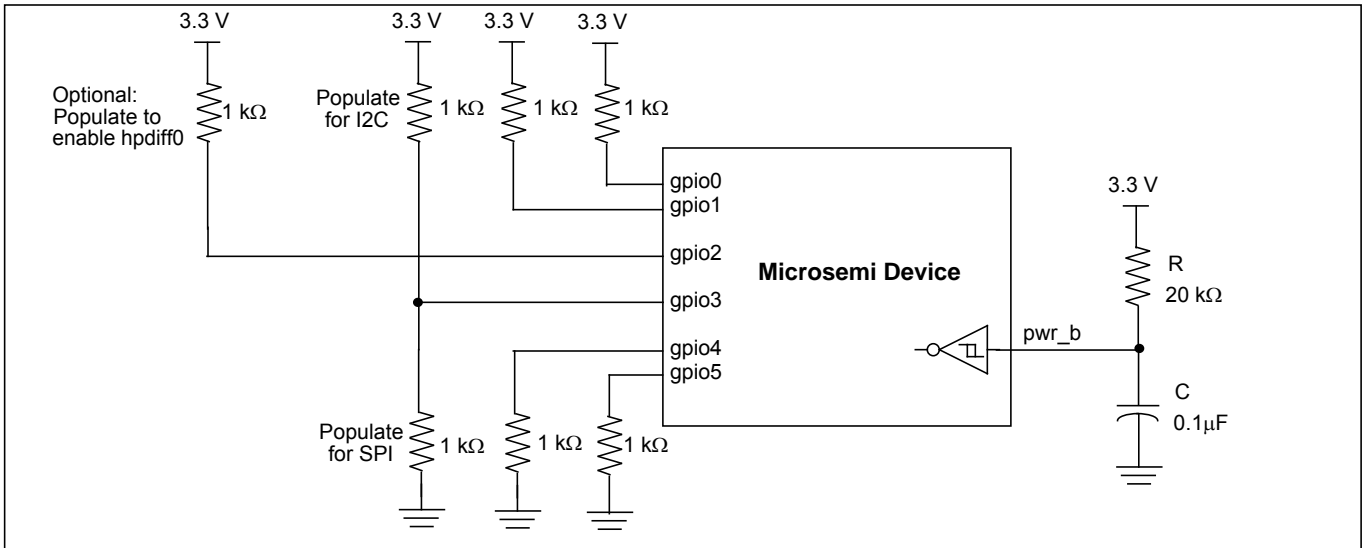 3.3 V
3.3 V
3.3 V
3.3 V
Optional:
Populate to
enable hpdiff0
1 kΩ
Populate
for I2C
1 kΩ
1 kΩ
1 kΩ
gpio0
gpio1
gpio2
gpio3
gpio4
gpio5
Microsemi Device
pwr_b
3.3 V
R
20 kΩ
C
0.1μF
Populate
for SPI
1 kΩ
1 kΩ
1 kΩ